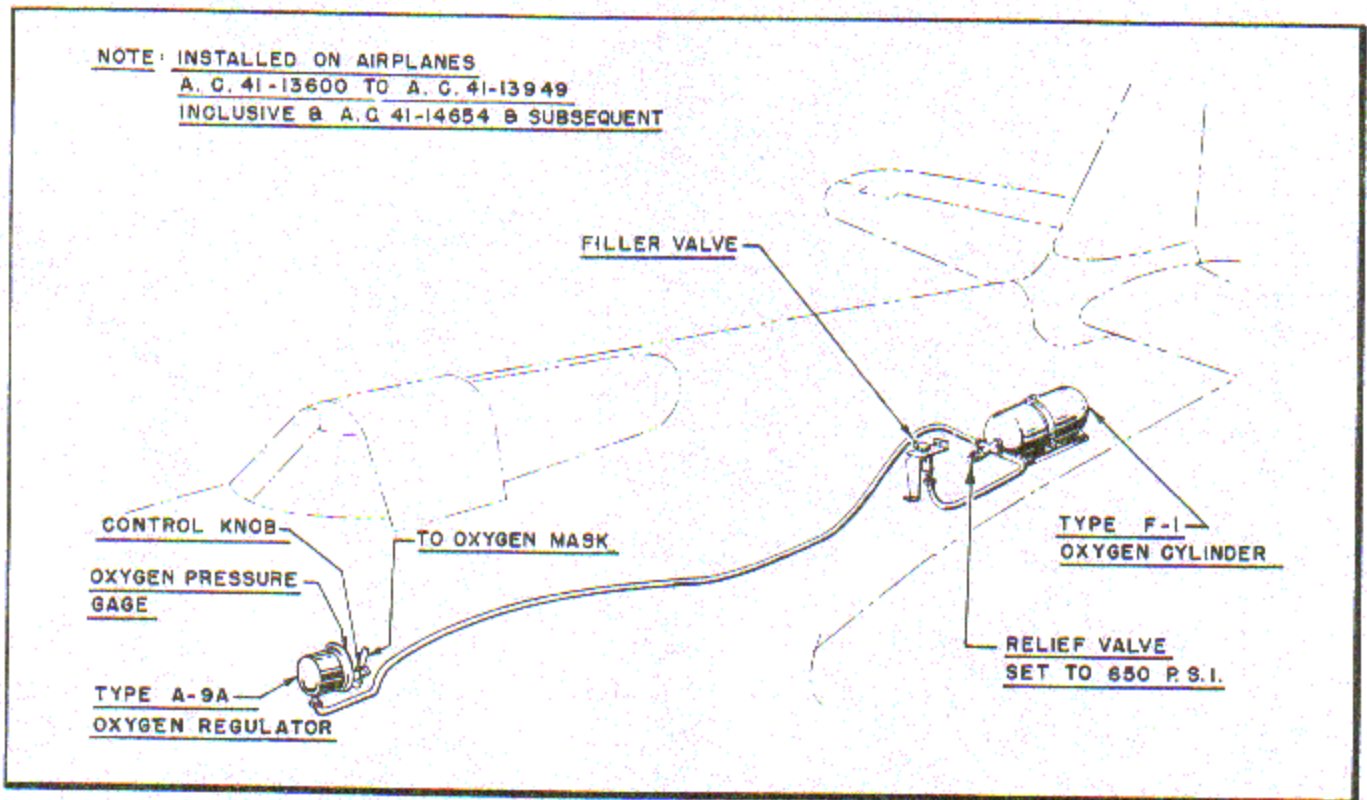 NOTE: INSTALLED ON AIRPLANES
A. C. 41-13600 TO A. C. 41-13949
INCLUSIVE & A.C 41-14654 & SUBSEQUENT
FILLER VALVE
CONTROL KNOB
TO OXYGEN MASK
OXYGEN PRESSURE
GAGE
TYPE A-9A
OXYGEN REGULATOR
TYPE F-1
OXYGEN CYLINDER
RELIEF VALVE
SET TO 650 P.S.I.